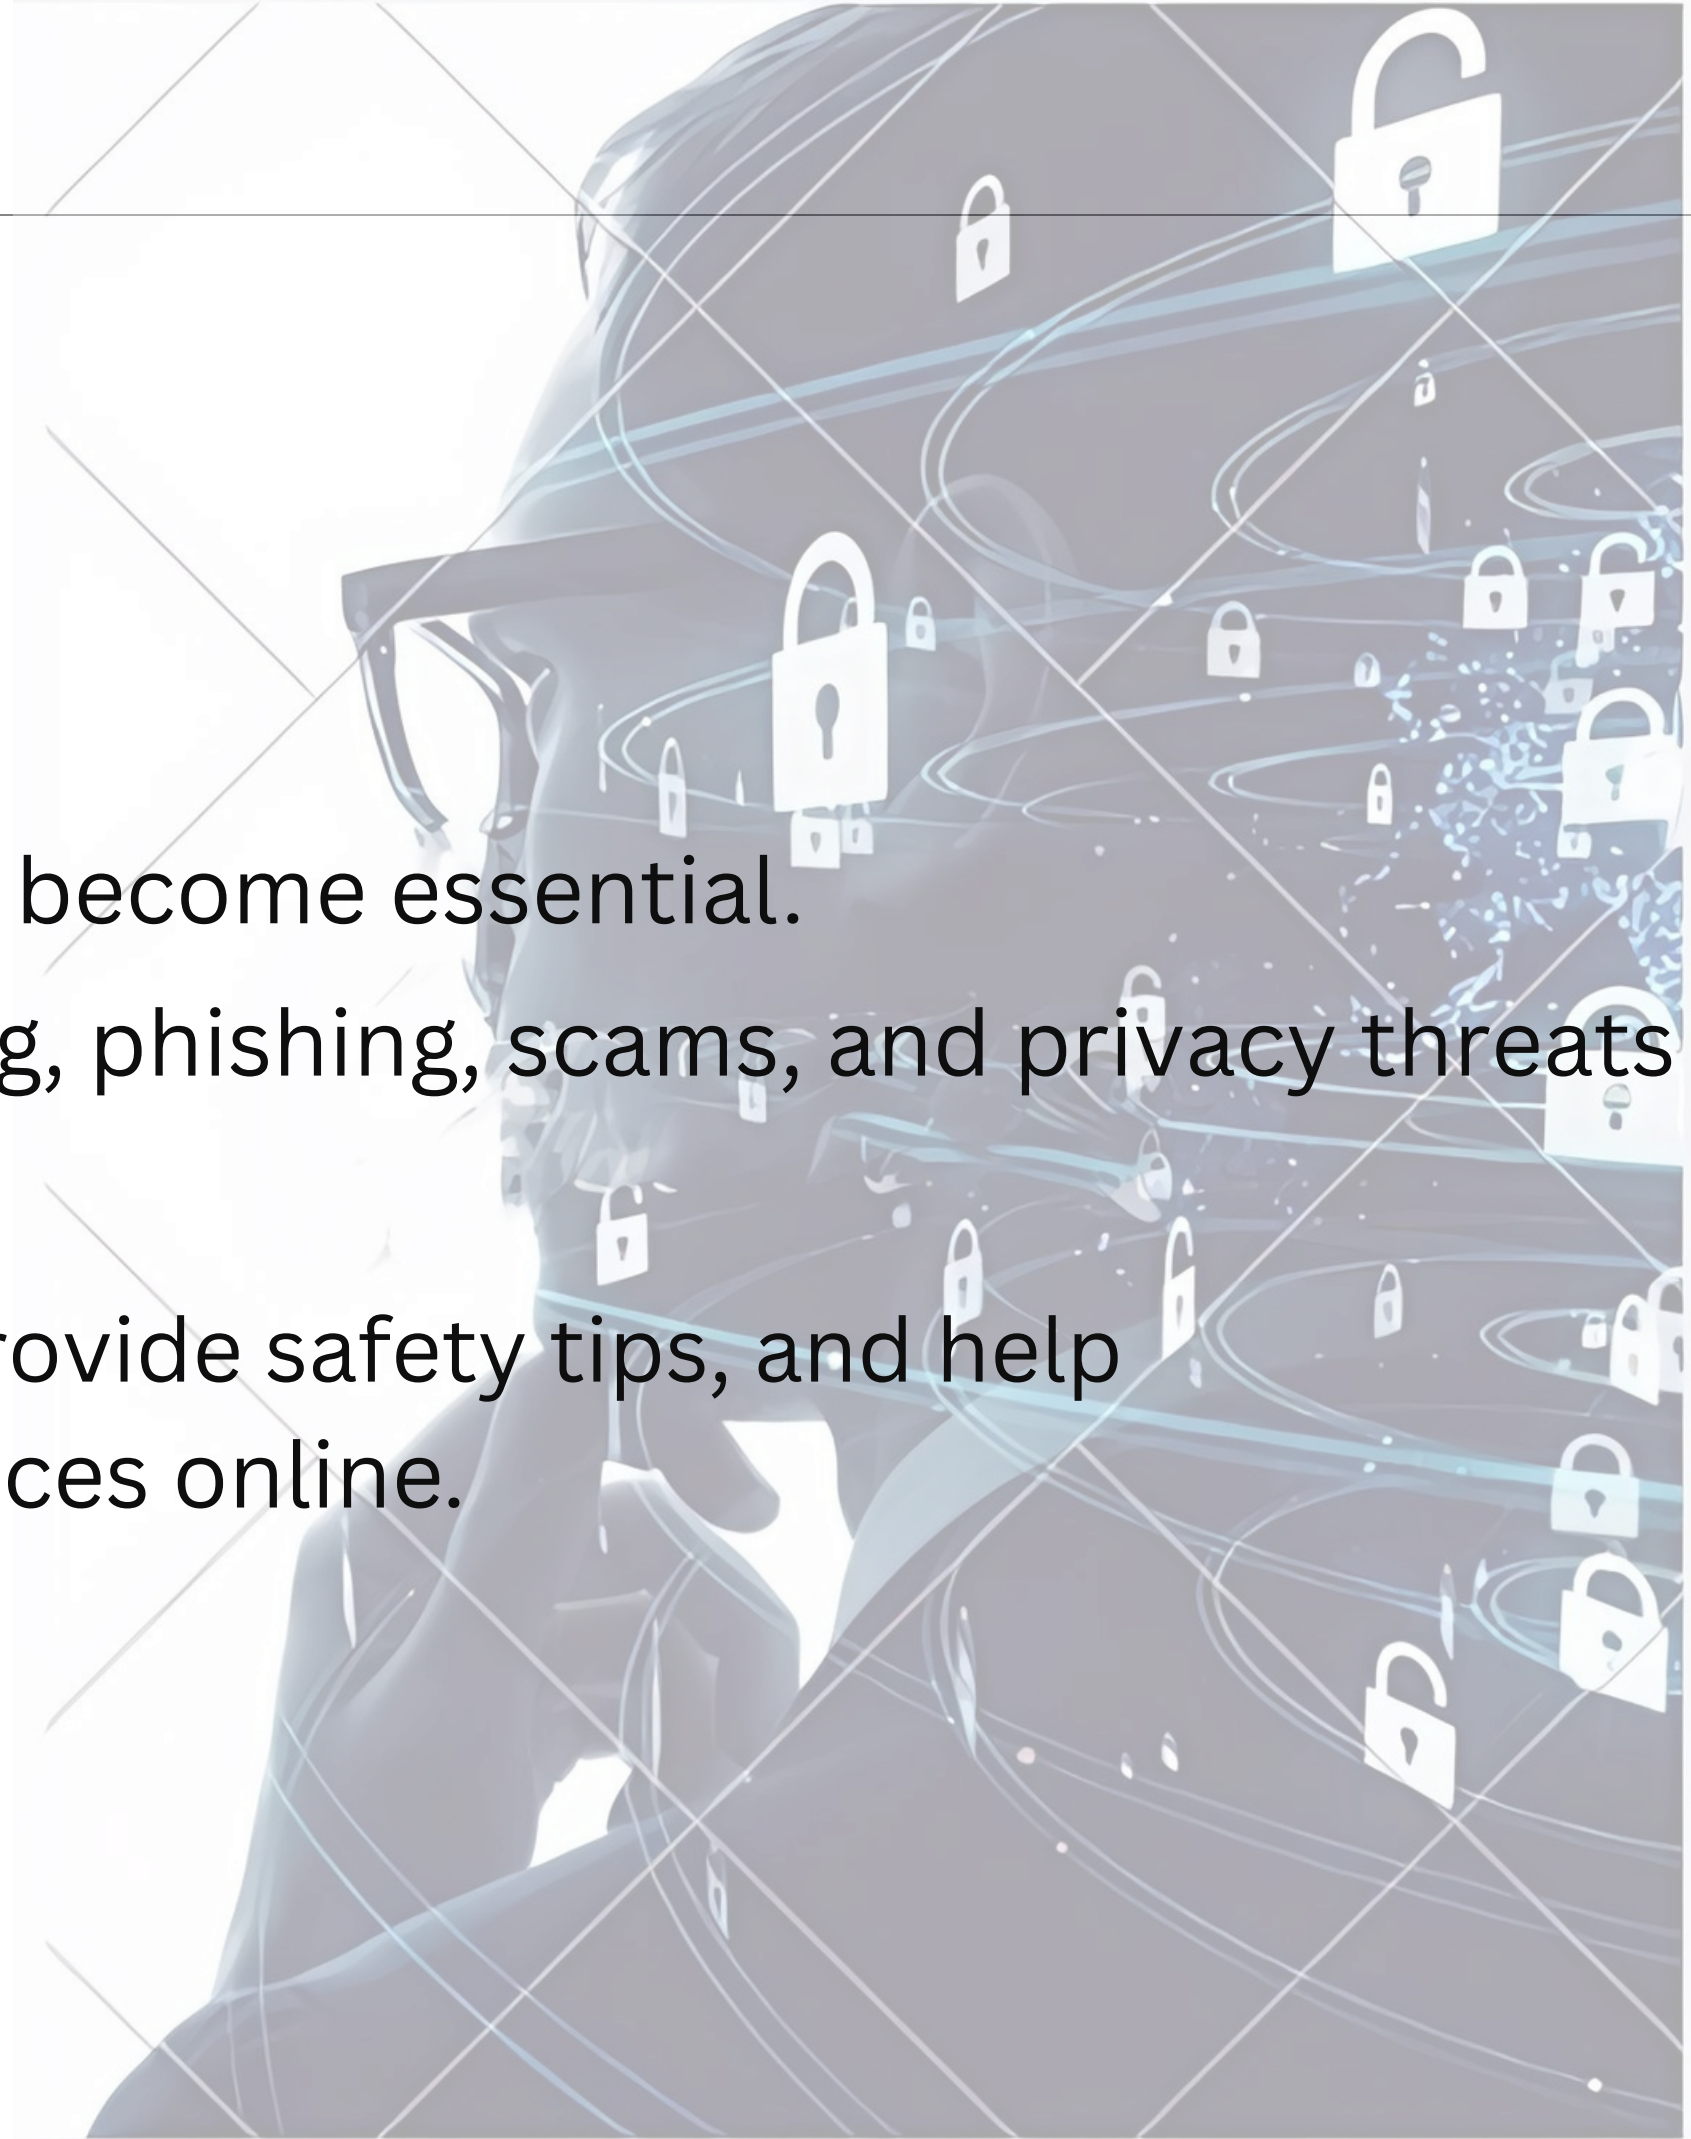 become essential.
g, phishing, scams, and privacy threats
rovide safety tips, and help
ces online.